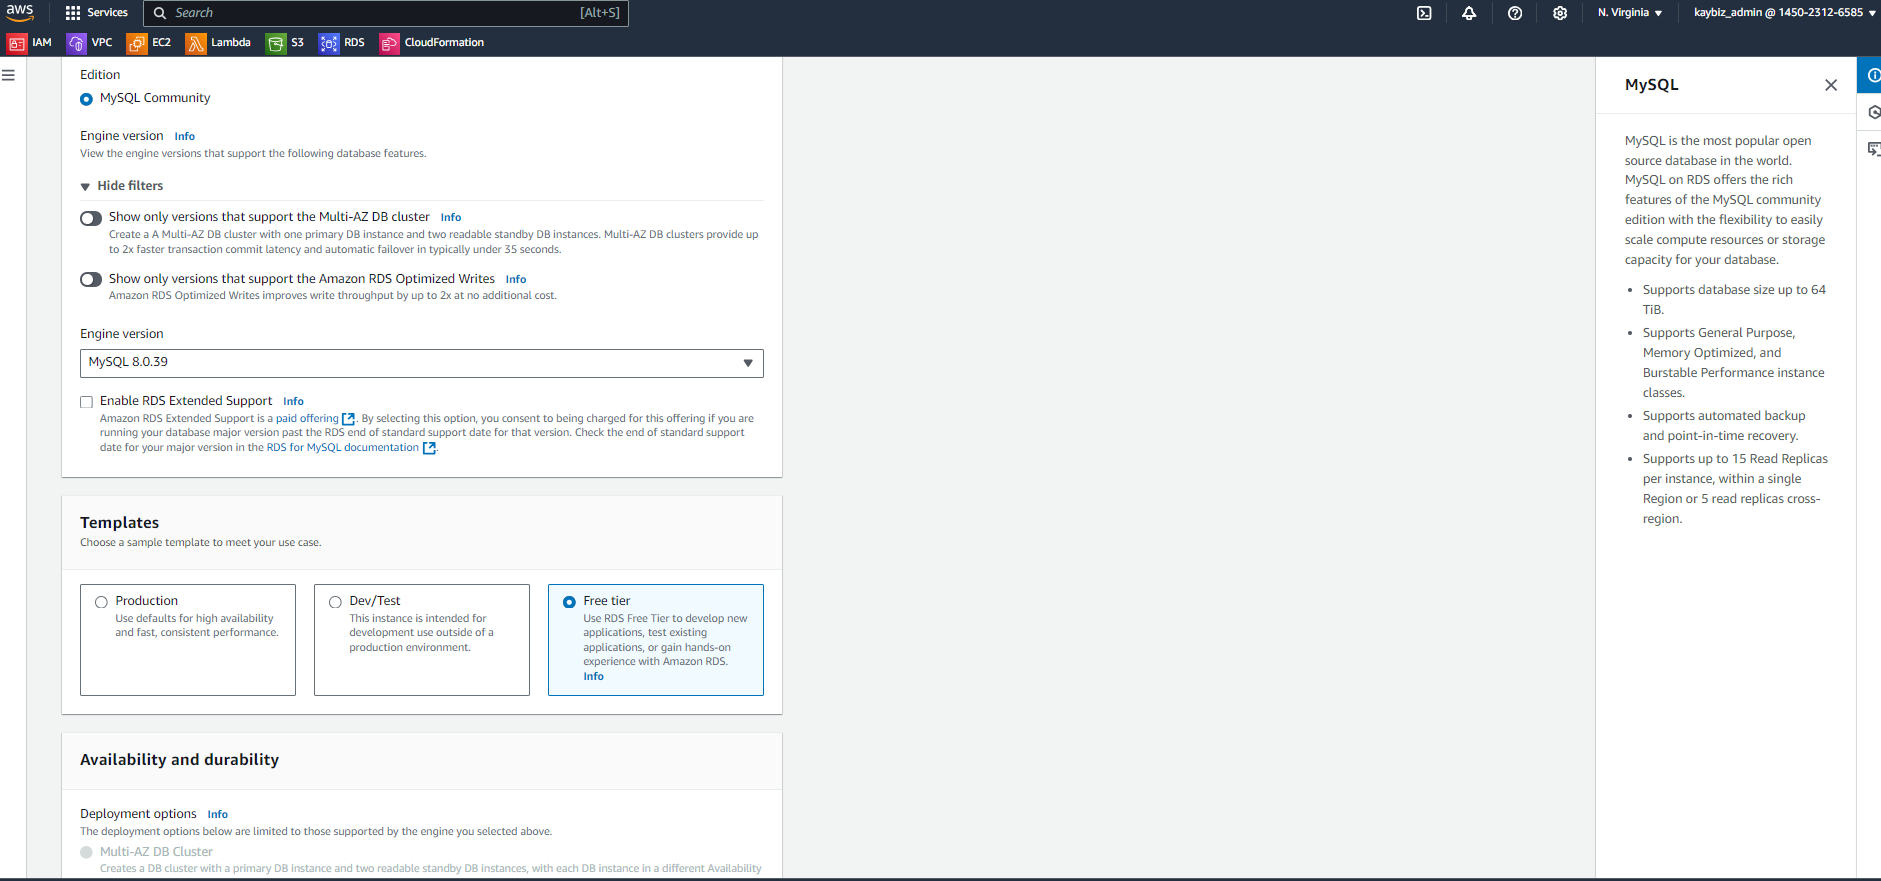 aws
Services
Search
[Alt+S]
N. Virginia
kaybiz_admin @ 1450-2312-6585
IAM
VPC
EC2
Lambda
S3
RDS
CloudFormation
Edition
MySQL Community
Engine version Info
View the engine versions that support the following database features.
Hide filters
Show only versions that support the Multi-AZ DB cluster Info
Create a A Multi-AZ DB cluster with one primary DB instance and two readable standby DB instances. Multi-AZ DB clusters provide up
to 2x faster transaction commit latency and automatic failover in typically under 35 seconds.
Show only versions that support the Amazon RDS Optimized Writes Info
Amazon RDS Optimized Writes improves write throughput by up to 2x at no additional cost.
Engine version
MySQL 8.0.39
Enable RDS Extended Support Info
Amazon RDS Extended Support is a paid offering. By selecting this option, you consent to being charged for this offering if you are
running your database major version past the RDS end of standard support date for that version. Check the end of standard support
date for your major version in the RDS for MySQL documentation.
Templates
Choose a sample template to meet your use case.
Production
Use defaults for high availability
and fast, consistent performance.
Dev/Test
This instance is intended for
development use outside of a
production environment.
Free tier
Use RDS Free Tier to develop new
applications, test existing
applications, or gain hands-on
experience with Amazon RDS.
Info
Availability and durability
Deployment options Info
The deployment options below are limited to those supported by the engine you selected above.
Multi-AZ DB Cluster
Creates a DB cluster with a primary DB instance and two readable standby DB instances, with each DB instance in a different Availability
MySQL
MySQL is the most popular open
source database in the world.
MySQL on RDS offers the rich
features of the MySQL community
edition with the flexibility to easily
scale compute resources or storage
capacity for your database.
• Supports database size up to 64
TiB.
• Supports General Purpose,
Memory Optimized, and
Burstable Performance instance
classes.
• Supports automated backup
and point-in-time recovery.
• Supports up to 15 Read Replicas
per instance, within a single
Region or 5 read replicas cross-
region.